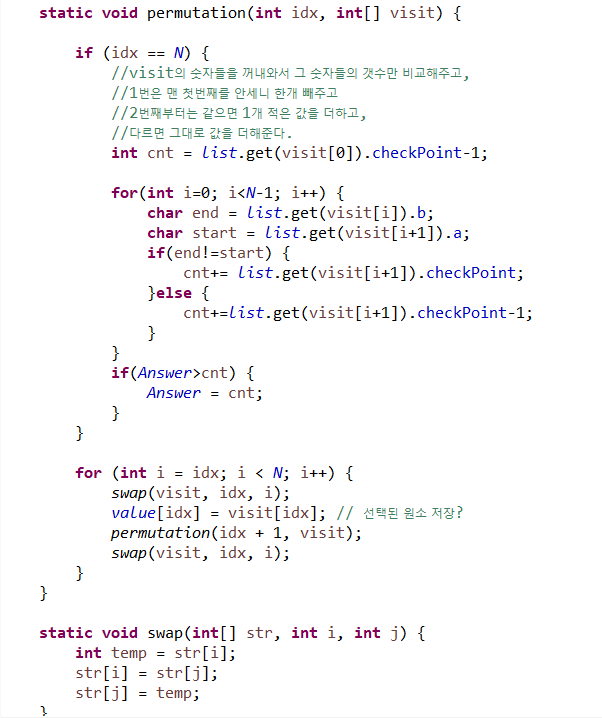 static void permutation(int idx, int[] visit) {
if (idx == N) {
//visit의 숫자들을 꺼내와서 그 숫자들의 갯수만 비교해주고,
//1번은 맨 첫번째를 안세니 한개 빼주고
//2번째부터는 같으면 1개 적은 값을 더하고,
//다르면 그대로 값을 더해준다.
int cnt = list.get(visit[0]).checkPoint-1;
for(int i=0; i<N-1; i++) {
char end = list.get(visit[i]).b;
char start = list.get(visit[i+1]).a;
if(end!=start) {
cnt+= list.get(visit[i+1]).checkPoint;
}else {
cnt+=list.get(visit[i+1]).checkPoint-1;
}
}
if(Answer>cnt) {
Answer = cnt;
}
}
for (int i = idx; i < N; i++) {
swap(visit, idx, i);
value[idx] = visit[idx]; // 선택된 원소 저장?
permutation(idx + 1, visit);
swap(visit, idx, i);
}
}
static void swap(int[] str, int i, int j) {
int temp = str[i];
str[i] = str[j];
str[j] = temp;
}